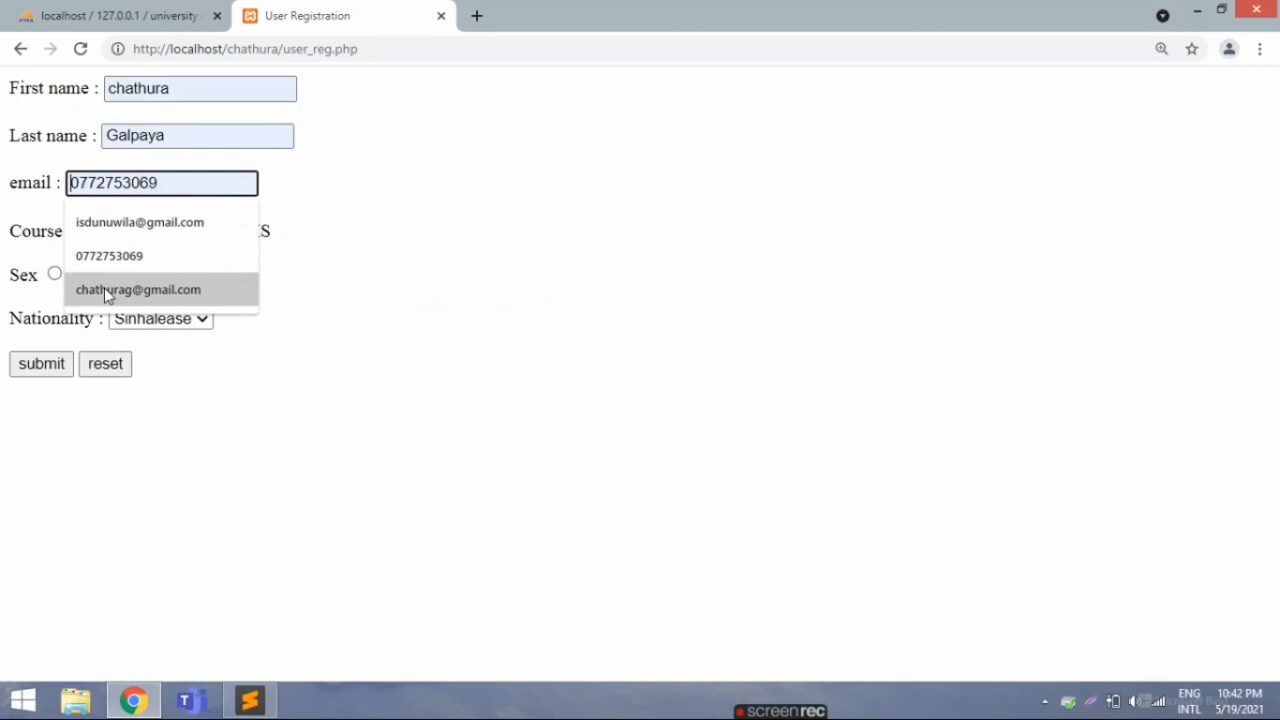 localhost / 127.0.0.1 / university
User Registration
http://localhost/chathura/user_reg.php
First name : chathura
Last name : Galpaya
email : 0772753069
isdunuwila@gmail.com
Course
0772753069
Sex
chathurag@gmail.com
Nationality : Sinhalease
submit reset
ENG 10:42 PM
INTL 5/19/2021
screenrec